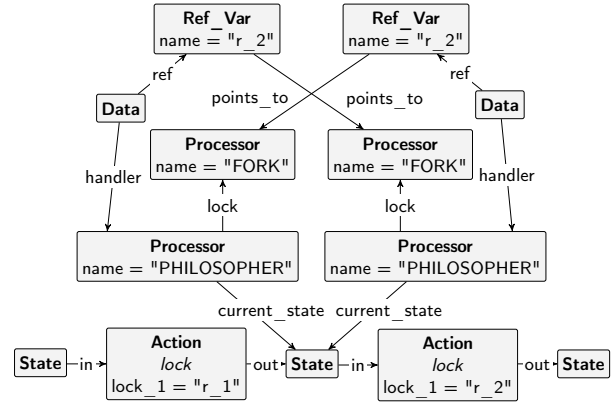 Ref_Var
name = "r_2"
Ref_Var
name = "r_2"
ref
ref
Data
points_to
points_to
Data
Processor
name = "FORK"
Processor
name = "FORK"
handler
handler
lock
lock
Processor
name = "PHILOSOPHER"
Processor
name = "PHILOSOPHER"
current_state
current_state
State
in
Action
lock
lock_1 = "r_1"
out
State
in
Action
lock
lock_1 = "r_2"
out
State